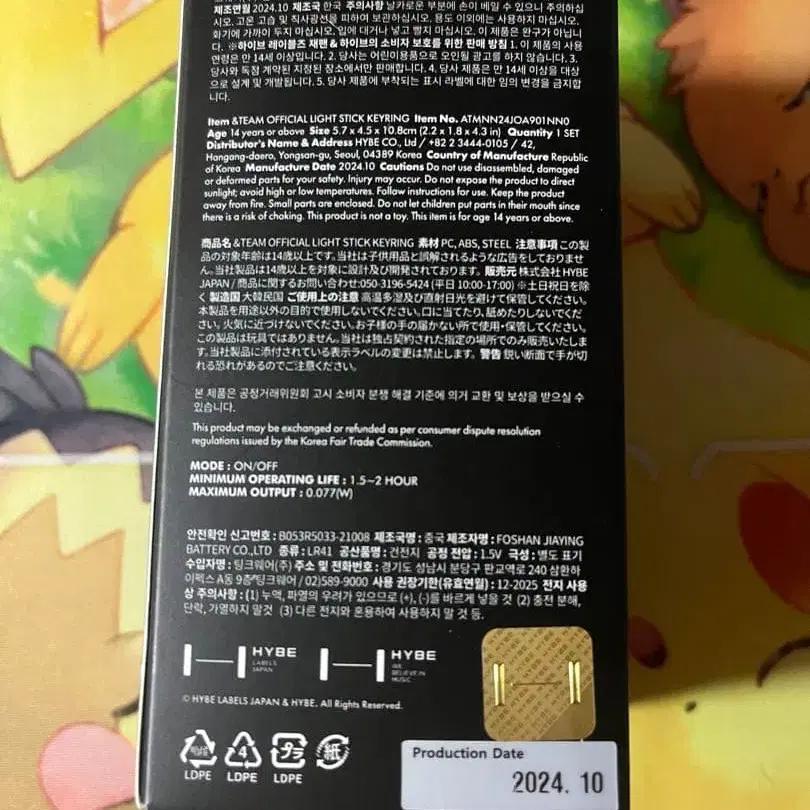 제조연월 2024.10 제조국 한국 주의사항 날카로운 부분에 손이 베일 수 있으니 주의하십
시오. 고온 고습 및 직사광선을 피하여 보관하십시오. 용도 이외에는 사용하지 마십시오.
화기에 가까이 두지 마십시오. 입에 대거나 넣고 빨지 마십시오. 이 제품은 완구가 아닙니
다. ※하이브 레이블즈 재팬 & 하이브의 소비자 보호를 위한 판매 방침 1. 이 제품의 사용
연령은 만 14세 이상입니다. 2. 당사는 어린이용품으로 오인될 광고를 하지 않습니다. 3.
당사와 독점 계약된 지정된 장소에서만 판매합니다. 4. 당사 제품은 만 14세 이상을 대상
으로 설계 및 개발됩니다. 5. 당사 제품에 부착되는 표시 라벨에 대한 임의 변경을 금지합
니다.
Item &TEAM OFFICIAL LIGHT STICK KEYRING Item No. ATMNN24JOA901NN0
Age 14 years or above Size 5.7 x 4.5 x 10.8cm (2.2 x 1.8 x 4.3 in) Quantity 1 SET
Distributor's Name & Address HYBE CO., Ltd / +82 2 3444-0105 / 42,
Hangang-daero, Yongsan-gu, Seoul, 04389 Korea Country of Manufacture Republic
of Korea Manufacture Date 2024.10 Cautions Do not use disassembled, damaged
or deformed parts for your safety. Injury may occur. Do not expose the product to direct
sunlight; avoid high or low temperatures. Follow instructions for use. Keep the product
away from fire. Small parts are enclosed. Do not let children put parts in their mouth since
there is a risk of choking. This product is not a toy. This item is for age 14 years or above.
商品名 &TEAM OFFICIAL LIGHT STICK KEYRING 素材 PC, ABS, STEEL 注意事項 この製
品の対象年齢は14歳以上です。当社は子供用品と誤解されるような広告をしておりませ
ん。当社製品は14歳以上を対象に設計及び開発されております。販売元 株式会社 HYBE
JAPAN / 商品に関するお問い合わせ:050-3196-5424 (平日 10:00-17:00) ※土日祝日を除
く 製造国 大韓民国 ご使用上の注意 高温多湿及び直射日光を避けて保管してください。
本製品を用途以外の目的で使用しないでください。口に当てたり、舐めたりしないでくだ
さい。火気に近づけないでください。お子様の手の届かない所で使用・保管してください。
この製品は玩具ではありません。当社は独占契約された指定の場所でのみ販売いたしま
す。当社製品に添付されている表示ラベルの変更は禁止します。警告 鋭い断面で手が切
れる恐れがあるのでご注意ください。
본 제품은 공정거래위원회 고시 소비자 분쟁 해결 기준에 의거 교환 및 보상을 받으실 수
있습니다.
This product may be exchanged or refunded as per consumer dispute resolution
regulations issued by the Korea Fair Trade Commission.
MODE : ON/OFF
MINIMUM OPERATING LIFE : 1.5~2 HOUR
MAXIMUM OUTPUT : 0.077(W)
안전확인 신고번호 : B053R5033-21008 제조국명 : 중국 제조자명 : FOSHAN JIAYING
BATTERY CO.,LTD 종류 : LR41 공산품명 : 건전지 공정 전압 : 1.5V 극성 : 별도 표기
수입자명 : 팅크웨어(주) 주소 및 전화번호 : 경기도 성남시 분당구 판교역로 240 삼환하
이펙스 A동 9층 팅크웨어 / 02)589-9000 사용 권장기한(유효연월) : 12-2025 전지 사용
상 주의사항 : (1) 누액, 파열의 우려가 있으므로 (+), (-)를 바르게 넣을 것 (2) 충전 분해,
단락, 가열하지 말것 (3) 다른 전지와 혼용하여 사용하지 말 것 등.
HYBE
LABELS
JAPAN
HYBE
WE
BELIEVE IN
MUSIC
© HYBE LABELS JAPAN & HYBE. All Rights Reserved.
4 プラ 紙
LDPE LDPE LDPE
Production Date
2024. 10